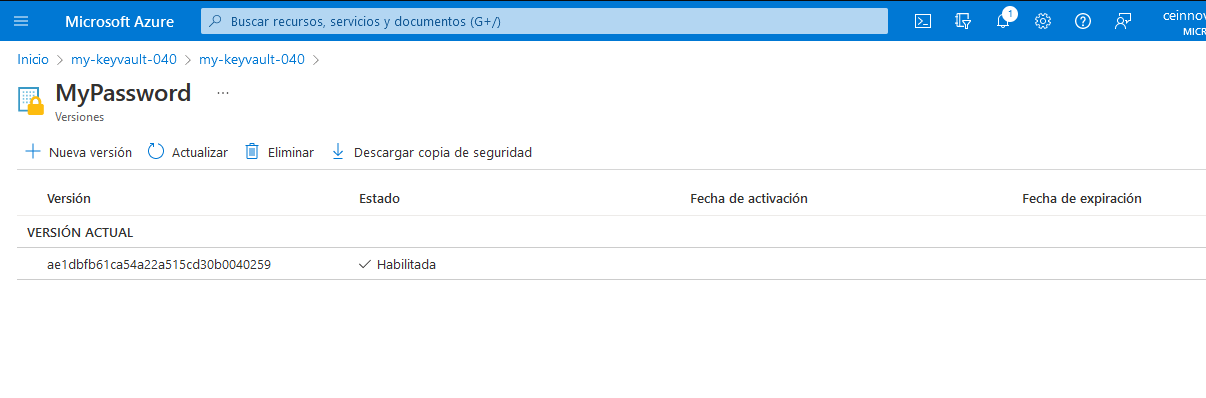 Microsoft Azure
Buscar recursos, servicios y documentos (G+/)
1
ceinnov
MICR
Inicio > my-keyvault-040 > my-keyvault-040 >
MyPassword ...
Versiones
Nueva versión Actualizar Eliminar Descargar copia de seguridad
Versión Estado Fecha de activación Fecha de expiración
VERSIÓN ACTUAL
ae1dbfb61ca54a22a515cd30b0040259 Habilitada